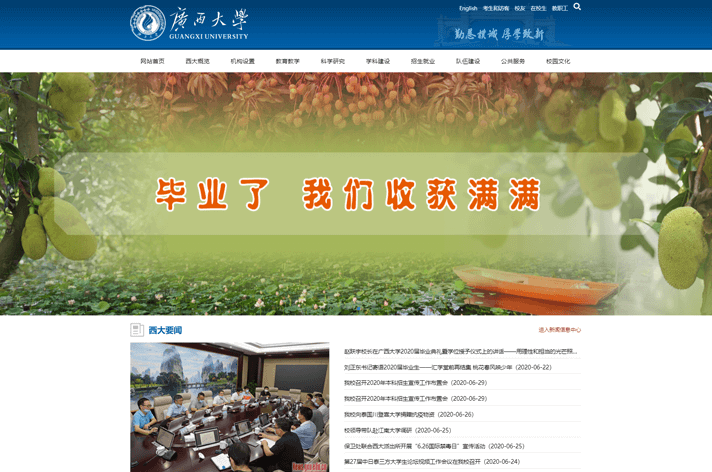 廣西大學
GUANGXI UNIVERSITY
English 考生和访客 校友 在校生 教职工
勤恳朴诚 厚学致新
网站首页 西大概览 机构设置 教育教学 科学研究 学科建设 招生就业 队伍建设 公共服务 校园文化
毕业了 我们收获满满
西大要闻
进入新闻信息中心
赵跃宇校长在广西大学2020届毕业典礼暨学位授予仪式上的讲话——用理性和担当的光芒照...
刘正东书记寄语2020届毕业生——汇学堂前再结集 桃花春风换少年 (2020-06-22)
我校召开2020年本科招生宣传工作布置会 (2020-06-29)
我校召开2020年本科招生宣传工作布置会 (2020-06-29)
我校向泰国川登喜大学捐赠抗疫物资 (2020-06-26)
校领导带队赴江南大学调研 (2020-06-25)
保卫处联合西大派出所开展“6.26国际禁毒日”宣传活动 (2020-06-25)
第27届中日泰三方大学生论坛视频工作会议在我校召开 (2020-06-24)